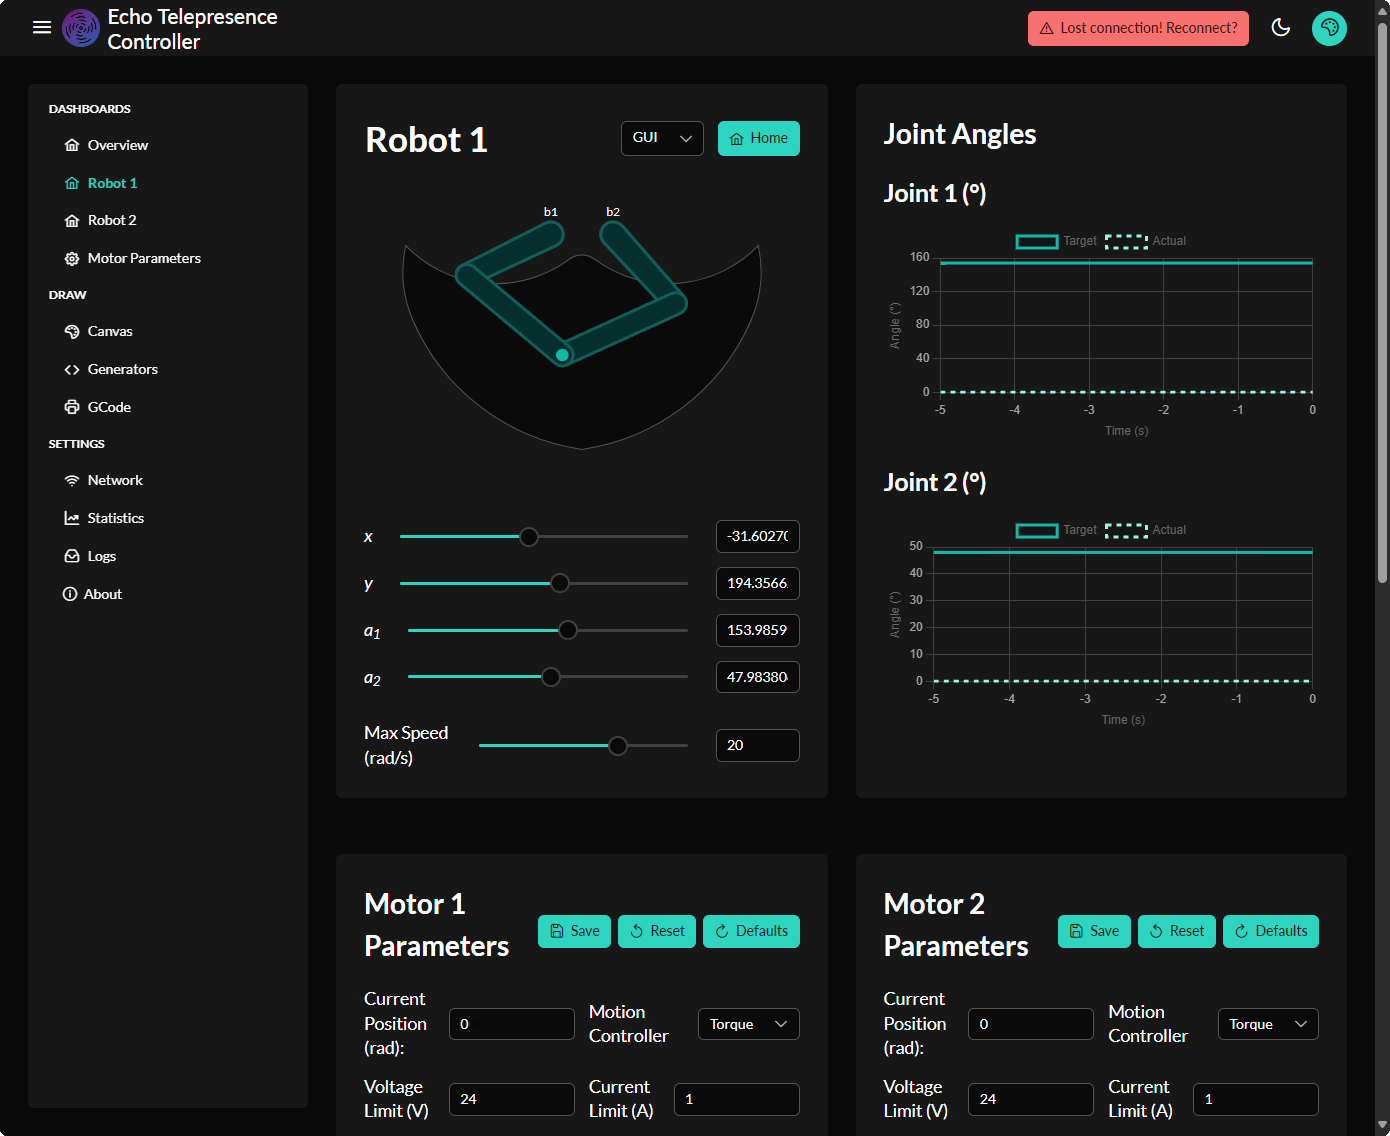 Echo Telepresence
Controller
Lost connection! Reconnect?
DASHBOARDS
Overview
Robot 1
Robot 2
Motor Parameters
DRAW
Canvas
Generators
GCode
SETTINGS
Network
Statistics
Logs
About
Robot 1
GUI
Home
b1
b2
x
-31.6027(
y
194.3566
a1
153.9859
a2
47.98380
Max Speed
(rad/s)
20
Joint Angles
Joint 1 (°)
Target
Actual
160
120
80
40
0
Angle (°)
-5
-4
-3
-2
-1
0
Time (s)
Joint 2 (°)
Target
Actual
50
40
30
20
10
0
Angle (°)
-5
-4
-3
-2
-1
0
Time (s)
Motor 1
Parameters
Save
Reset
Defaults
Current
Position
(rad):
0
Motion
Controller
Torque
Voltage
Limit (V)
24
Current
Limit (A)
1
Motor 2
Parameters
Save
Reset
Defaults
Current
Position
(rad):
0
Motion
Controller
Torque
Voltage
Limit (V)
24
Current
Limit (A)
1